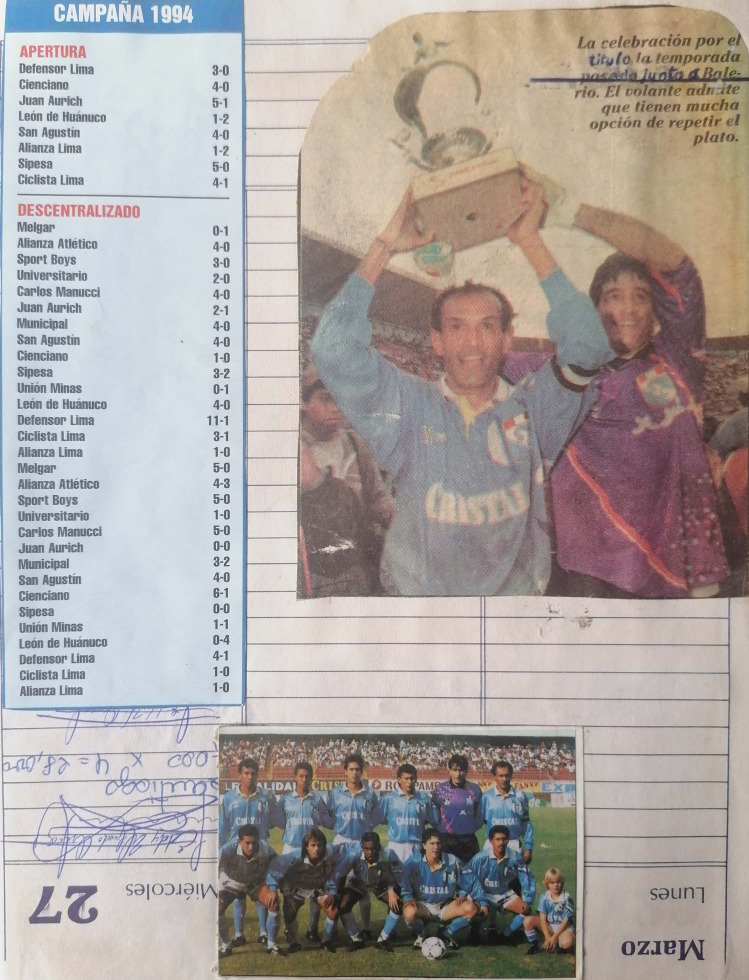 CAMPAÑA 1994
APERTURA
Defensor Lima 3-0
Cienciano 4-0
Juan Aurich 5-1
León de Huánuco 1-2
San Agustín 4-0
Alianza Lima 1-2
Sipesa 5-0
Ciclista Lima 4-1
DESCENTRALIZADO
Melgar 0-1
Alianza Atlético 4-0
Sport Boys 3-0
Universitario 2-0
Carlos Manucci 4-0
Juan Aurich 2-1
Municipal 4-0
San Agustín 4-0
Cienciano 1-0
Sipesa 3-2
Unión Minas 0-1
León de Huánuco 4-0
Defensor Lima 11-1
Ciclista Lima 3-1
Alianza Lima 1-0
Melgar 5-0
Alianza Atlético 4-3
Sport Boys 5-0
Universitario 1-0
Carlos Manucci 5-0
Juan Aurich 0-0
Municipal 3-2
San Agustín 4-0
Cienciano 6-1
Sipesa 0-0
Unión Minas 1-1
León de Huánuco 0-4
Defensor Lima 4-1
Ciclista Lima 1-0
Alianza Lima 1-0
La celebración por el
titulo la temporada
pasada junto a Bale-
rio. El volante admite
que tienen mucha
opción de repetir el
plato.
CRISTAL
x 4 = 28,000
Santiago
CRISTAL
27
Miércoles
Lunes
Marzo